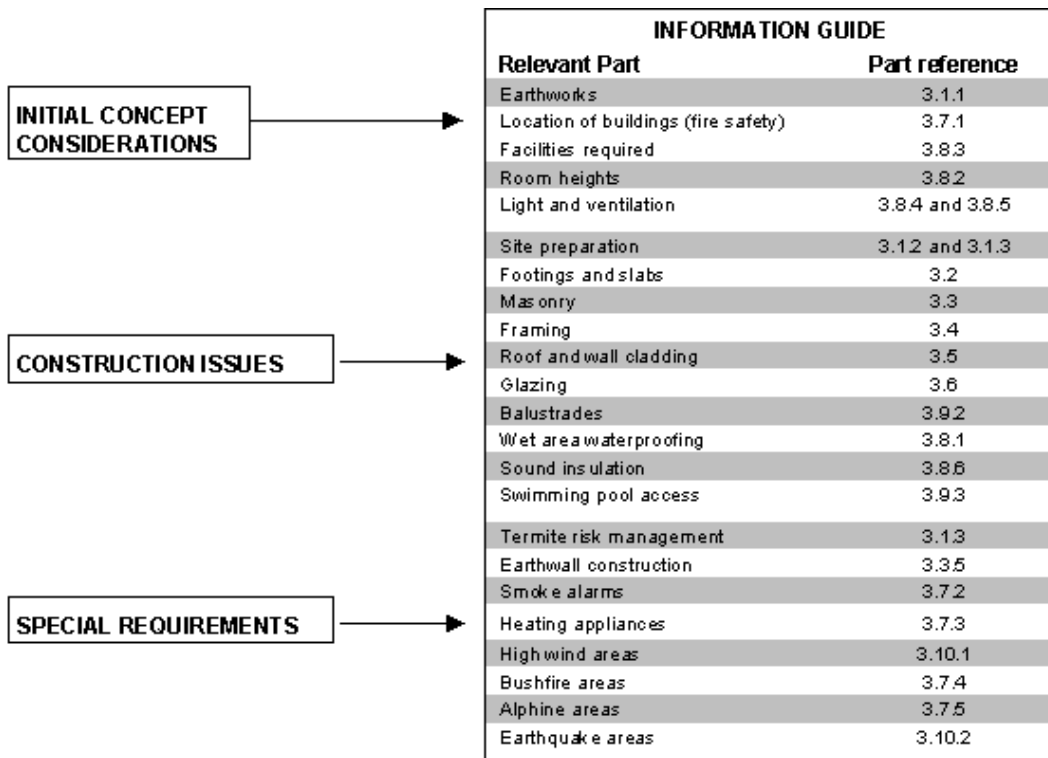 INFORMATION GUIDE
Relevant Part Part reference
INITIAL CONCEPT
CONSIDERATIONS
Earthworks 3.1.1
Location of buildings (fire safety) 3.7.1
Facilities required 3.8.3
Room heights 3.8.2
Light and ventilation 3.8.4 and 3.8.5
CONSTRUCTION ISSUES
Site preparation 3.1.2 and 3.1.3
Footings and slabs 3.2
Masonry 3.3
Framing 3.4
Roof and wall cladding 3.5
Glazing 3.6
Balustrades 3.9.2
Wet area waterproofing 3.8.1
Sound insulation 3.8.6
Swimming pool access 3.9.3
SPECIAL REQUIREMENTS
Termite risk management 3.1.3
Earthwall construction 3.3.5
Smoke alarms 3.7.2
Heating appliances 3.7.3
High wind areas 3.10.1
Bushfire areas 3.7.4
Alphine areas 3.7.5
Earthquake areas 3.10.2